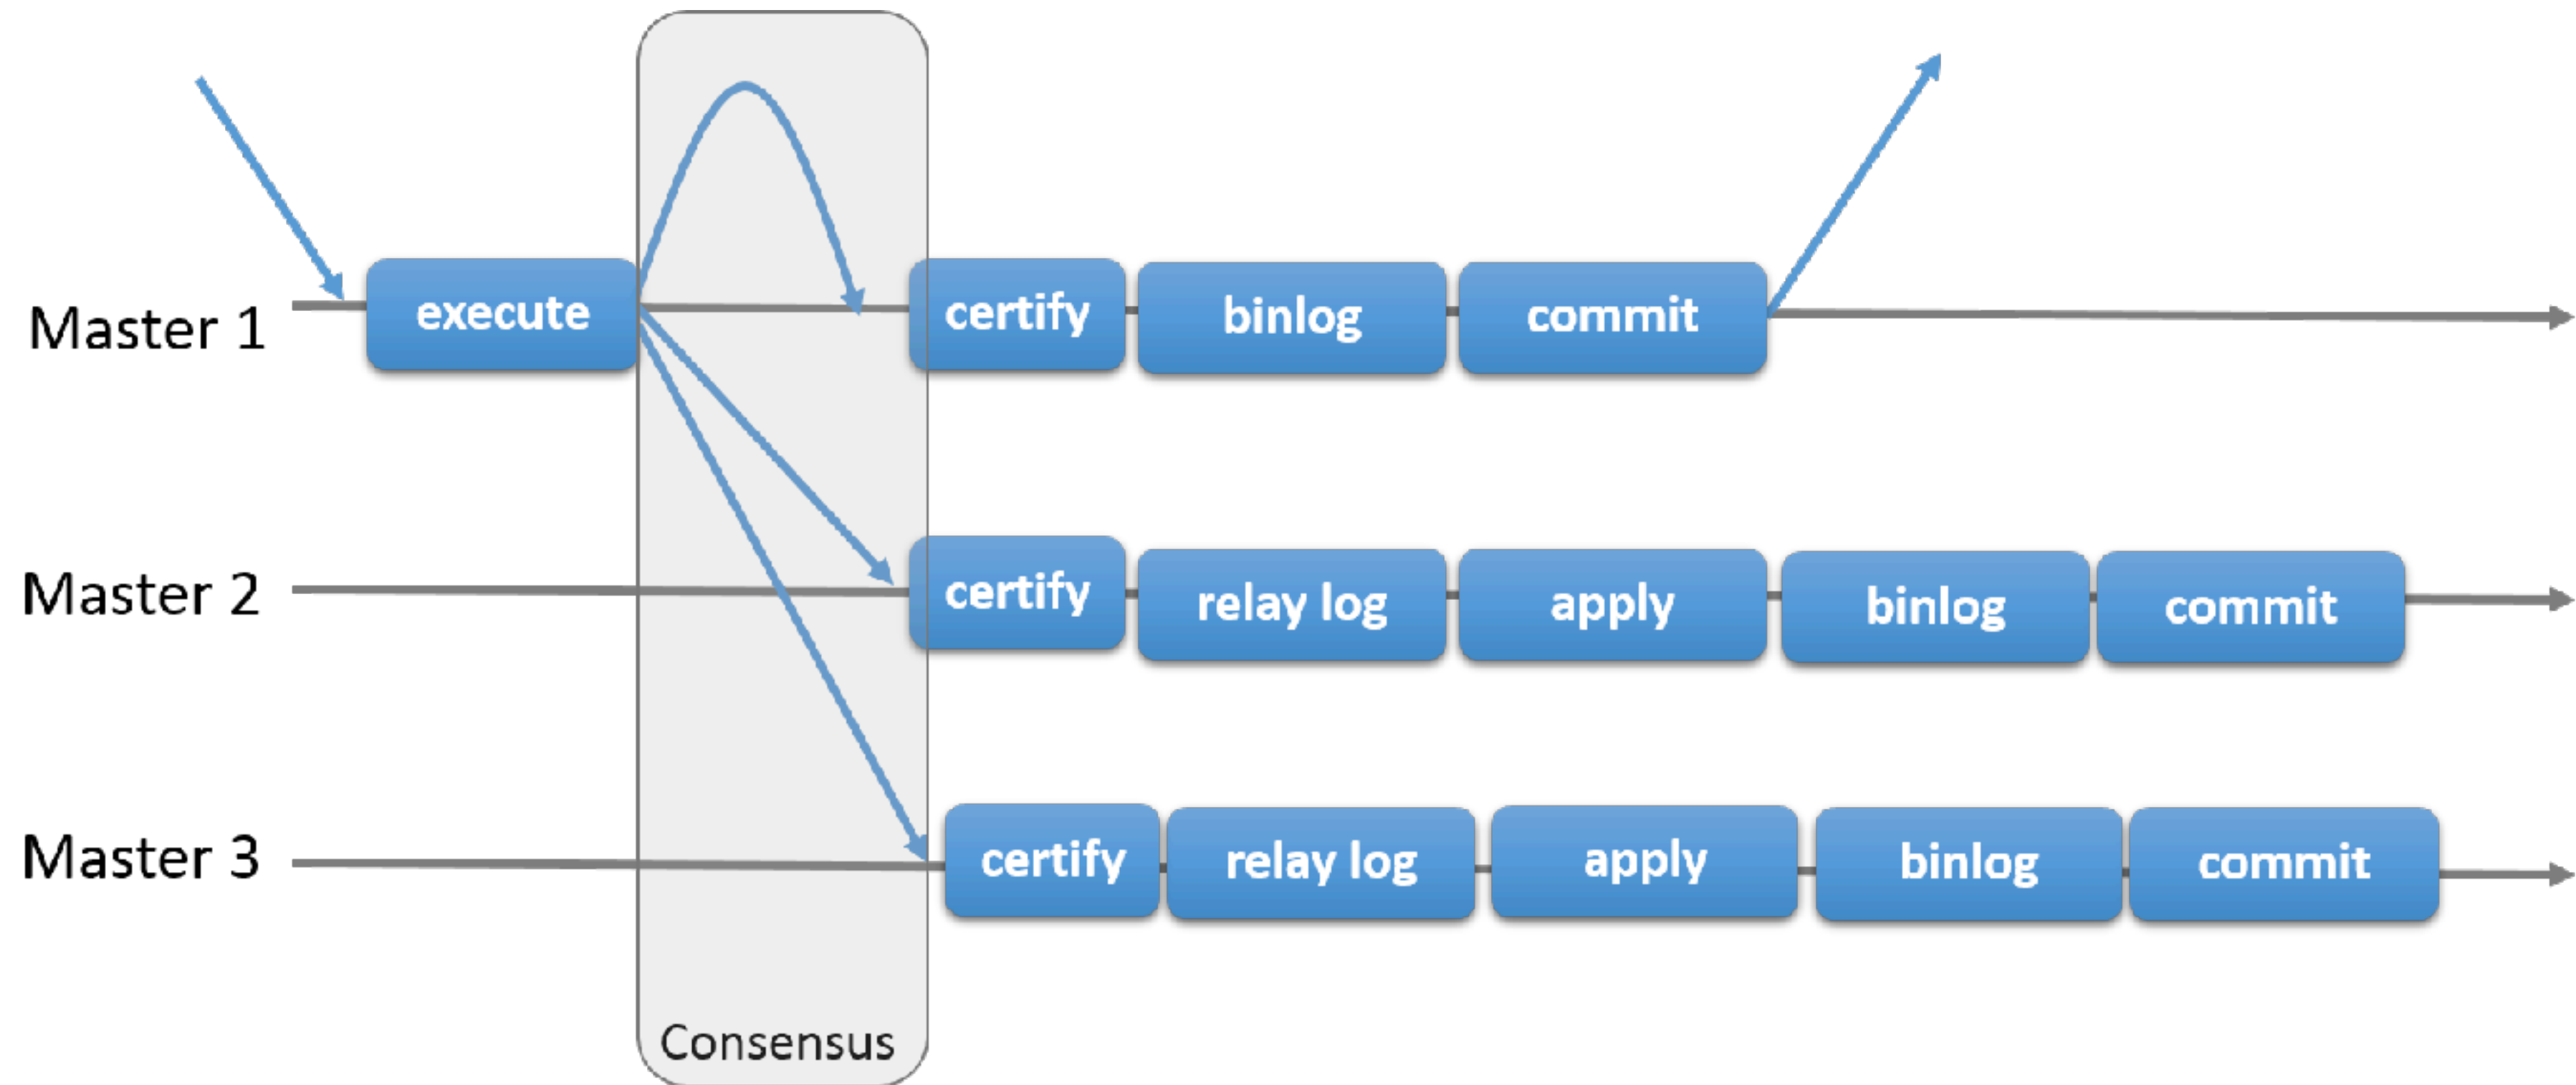 Master 1
execute
certify
binlog
commit
Master 2
certify
relay log
apply
binlog
commit
Master 3
certify
relay log
apply
binlog
commit
Consensus